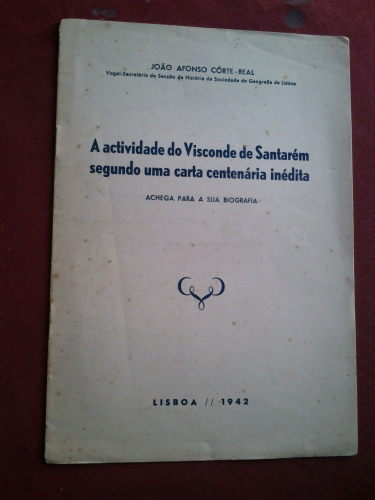 JOÃO AFONSO CÔRTE-REAL
Vogal-Secretário da Secção de História da Sociedade de Geografia de Lisboa
A actividade do Visconde de Santarém
segundo uma carta centenária inédita
ACHEGA PARA A SUA BIOGRAFIA
LISBOA // 1942